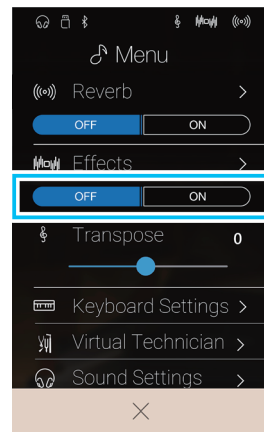 Menu
Reverb
OFF ON
Effects
OFF ON
Transpose 0
Keyboard Settings
Virtual Technician
Sound Settings